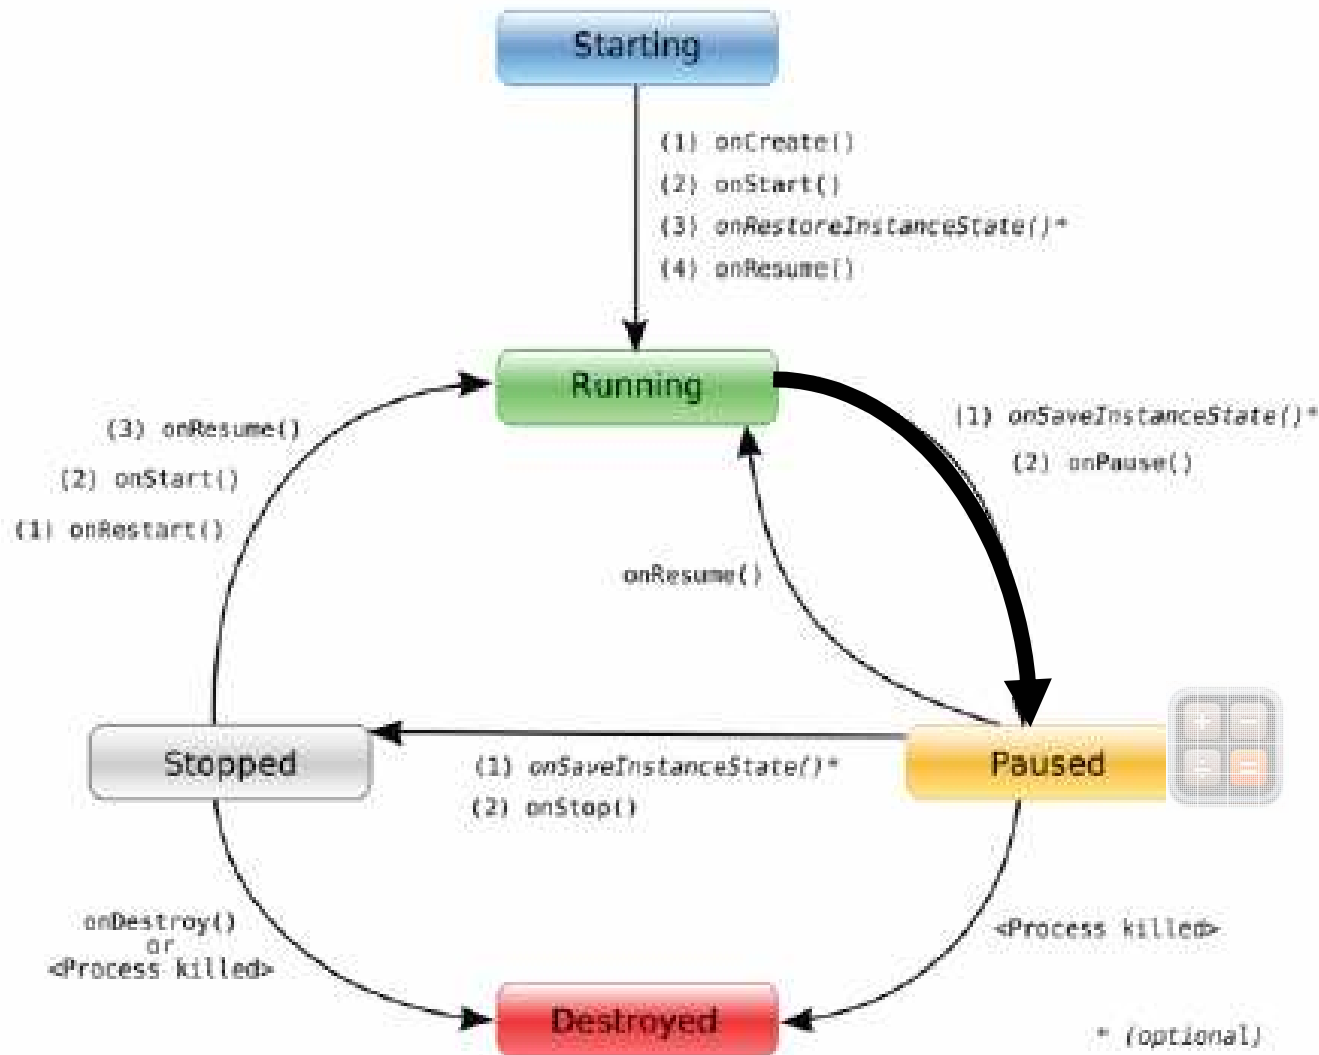 Starting
(1) onCreate()
(2) onStart()
(3) onRestoreInstanceState()*
(4) onResume()
Running
(3) onResume()
(2) onStart()
(1) onRestart()
(1) onSaveInstanceState()*
(2) onPause()
onResume()
Stopped
(1) onSaveInstanceState()*
(2) onStop()
Paused
+ −
÷ =
onDestroy()
or
<Process killed>
<Process killed>
Destroyed
* (optional)